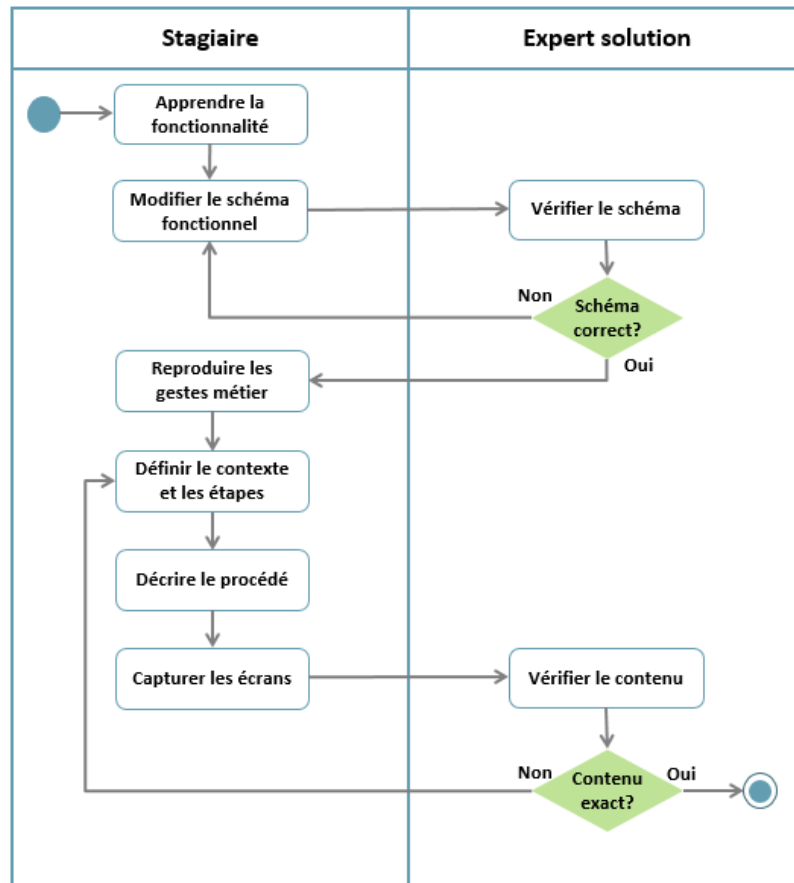 Stagiaire
Expert solution
Apprendre la
fonctionnalité
Modifier le schéma
fonctionnel
Vérifier le schéma
Non
Schéma
correct?
Oui
Reproduire les
gestes métier
Définir le contexte
et les étapes
Décrire le procédé
Capturer les écrans
Vérifier le contenu
Non
Contenu
exact?
Oui